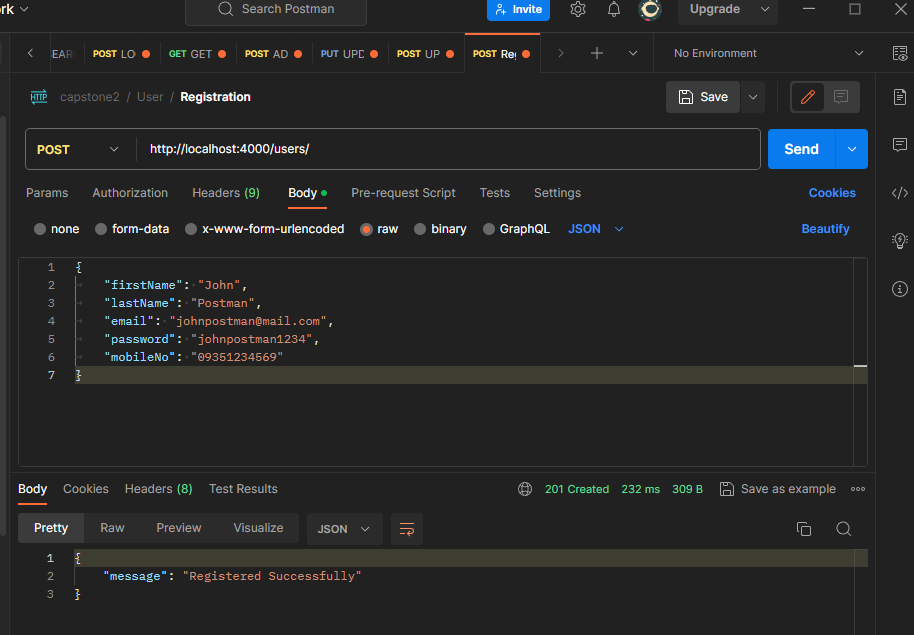 rk
Search Postman
Invite
Upgrade
EAR
POST LO
GET GET
POST AD
PUT UPD
POST UP
POST Re
No Environment
HTTP
capstone2 / User / Registration
Save
POST
http://localhost:4000/users/
Send
Params
Authorization
Headers (9)
Body
Pre-request Script
Tests
Settings
Cookies
none
form-data
x-www-form-urlencoded
raw
binary
GraphQL
JSON
Beautify
1 {
2 "firstName": "John",
3 "lastName": "Postman",
4 "email": "johnpostman@mail.com",
5 "password": "johnpostman1234",
6 "mobileNo": "09351234569"
7 }
Body
Cookies
Headers (8)
Test Results
201 Created
232 ms
309 B
Save as example
Pretty
Raw
Preview
Visualize
JSON
1 {
2 "message": "Registered Successfully"
3 }